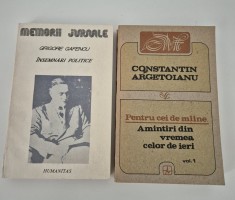 MEMORII JURNALE
GRIGORE GAFENCU
ÎNSEMNĂRI POLITICE
HUMANITAS
CONSTANTIN
ARGETOIANU
Pentru cei de mîine
Amintiri din
vremea
celor de ieri
vol. 1